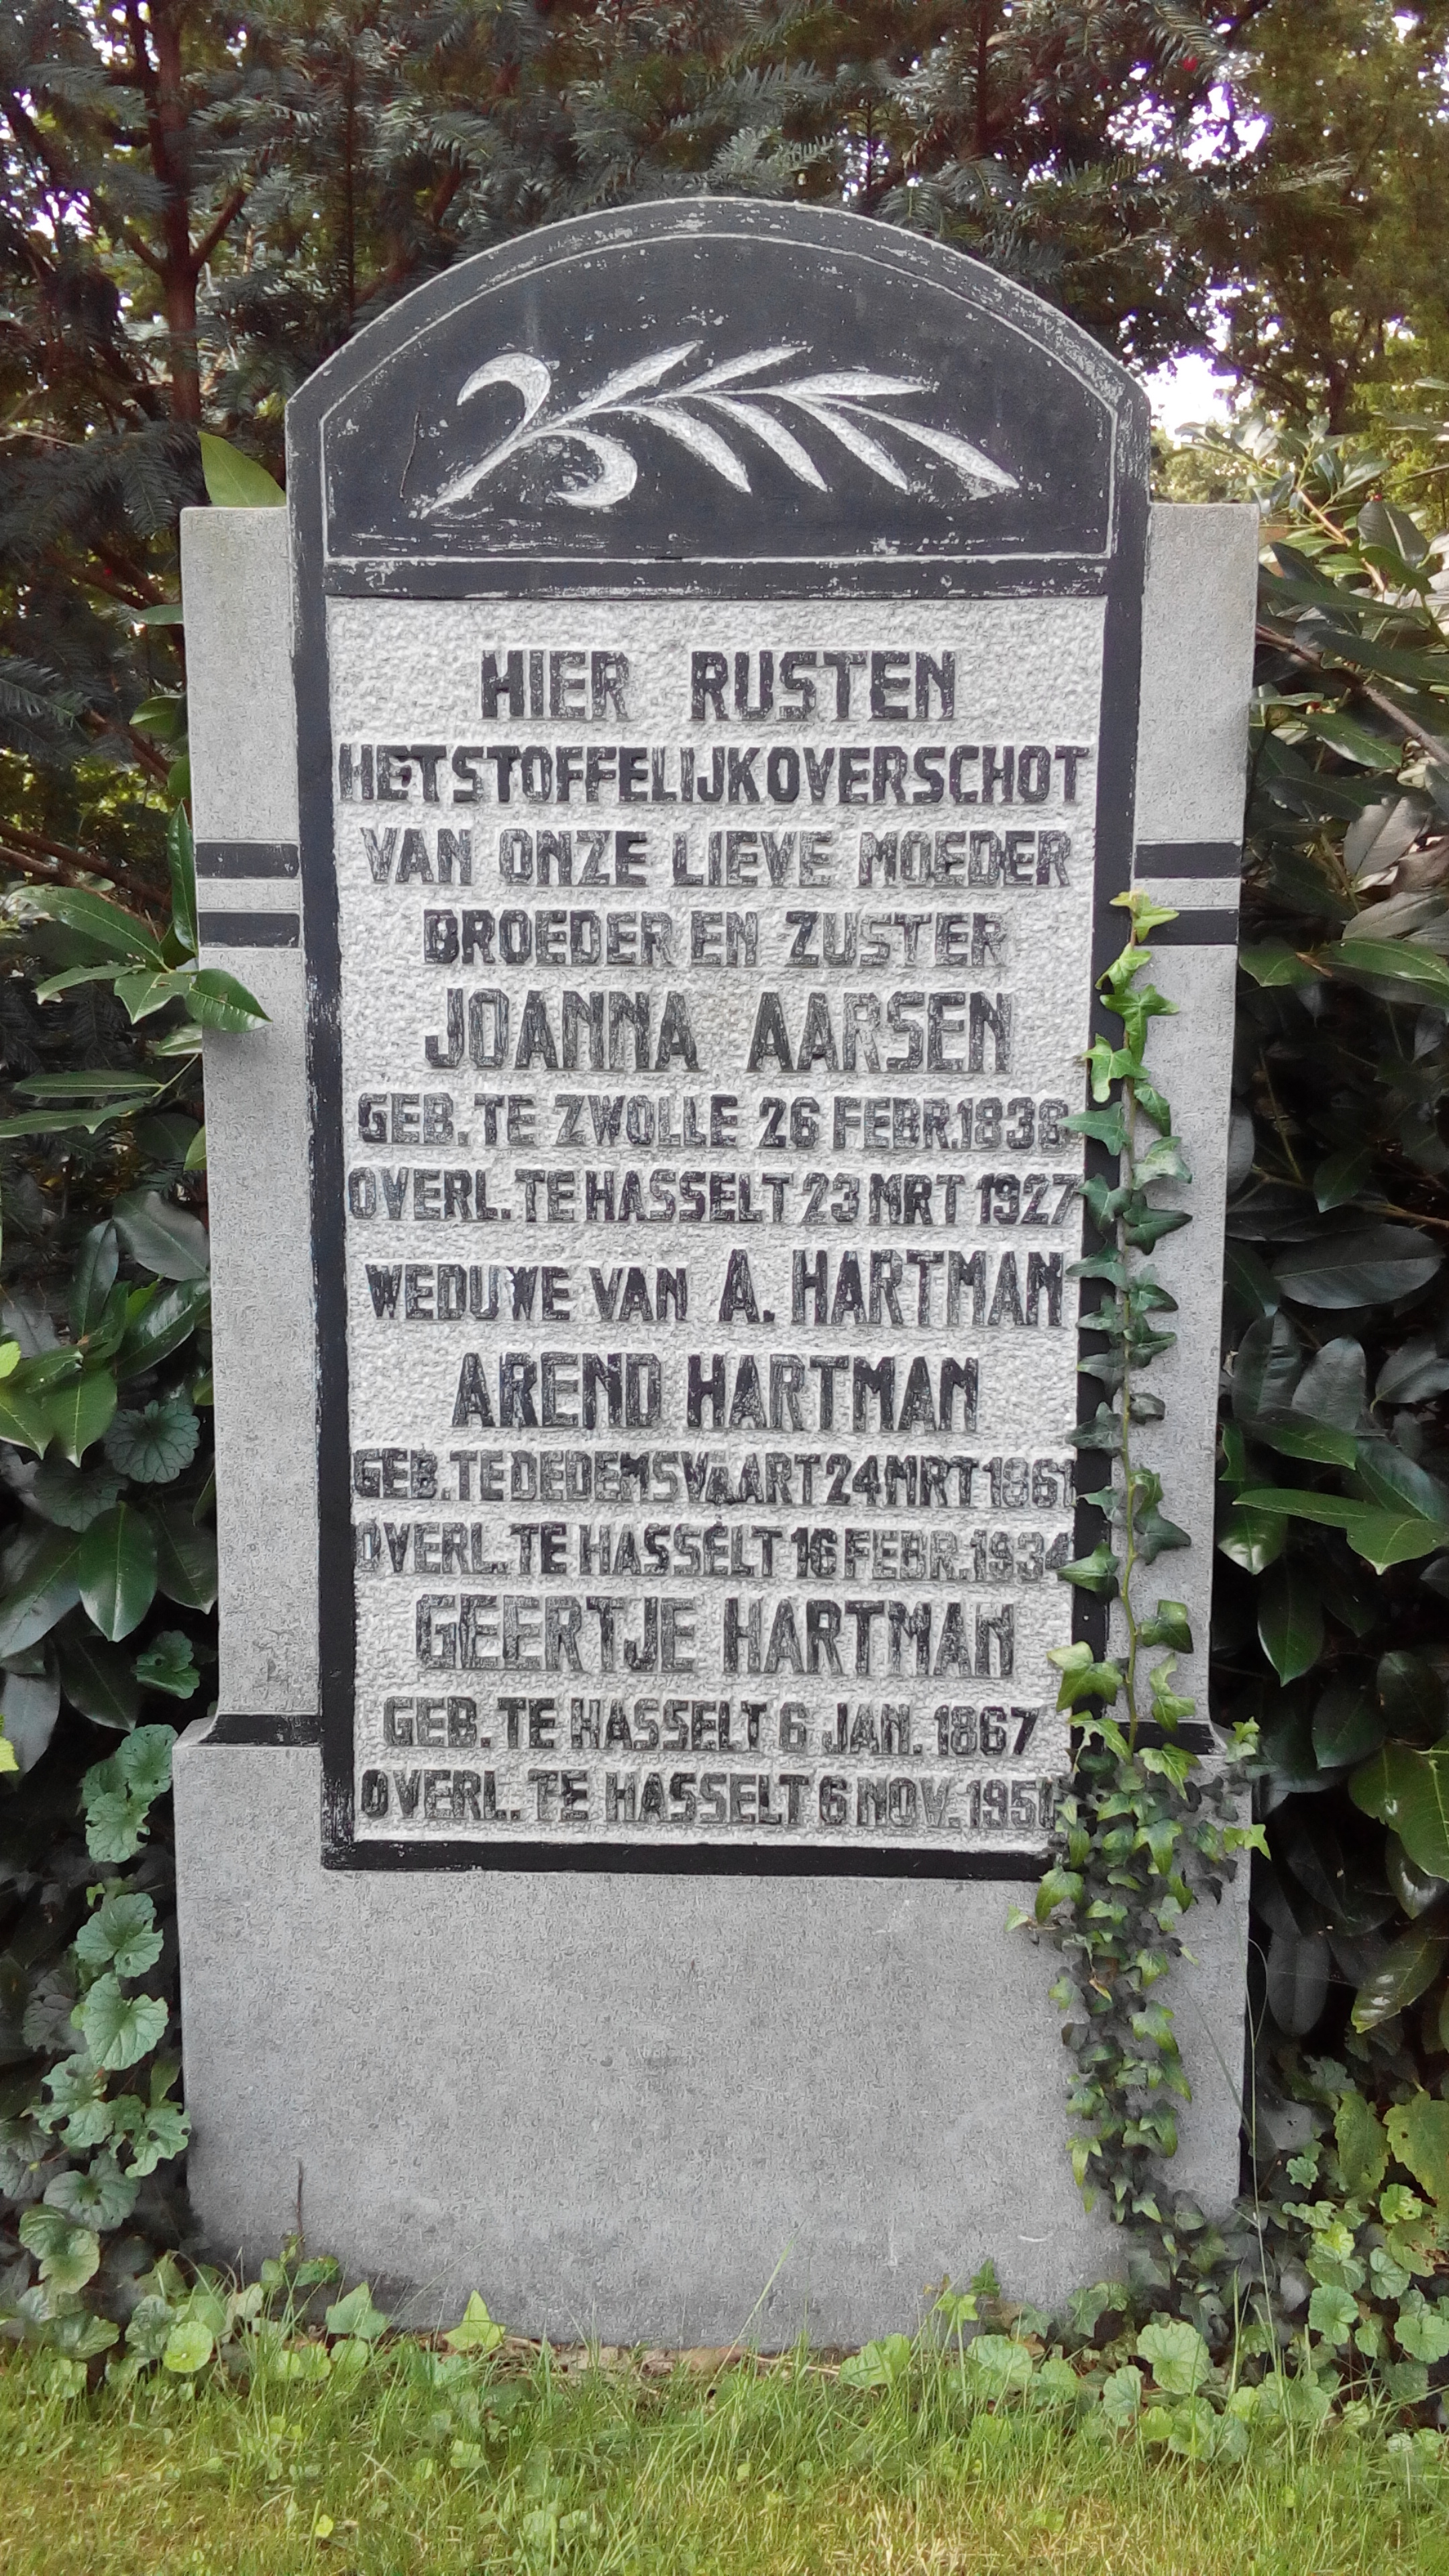 HIER RUSTEN
HET STOFFELIJK OVERSCHOT
VAN ONZE LIEVE MOEDER
BROEDER EN ZUSTER
JOANNA AARSEN
GEB. TE ZWOLLE 26 FEBR. 1838
OVERL. TE HASSELT 23 MRT 1927
WEDUWE VAN A. HARTMAN
AREND HARTMAN
GEB. TE DEDEMSVAART 24 MRT 1861
OVERL. TE HASSELT 16 FEBR. 1934
GEERTJE HARTMAN
GEB. TE HASSELT 6 JAN. 1867
OVERL. TE HASSELT 6 NOV.